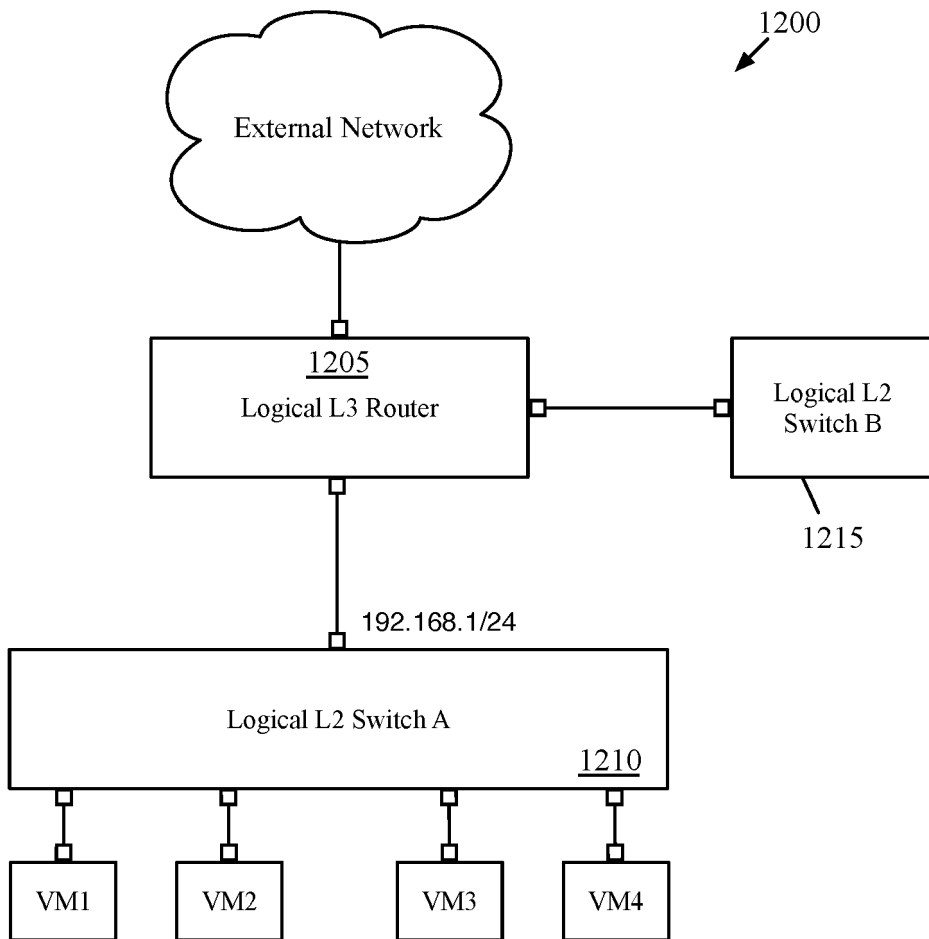 1200
External Network
1205
Logical L3 Router
Logical L2
Switch B
1215
192.168.1/24
Logical L2 Switch A
1210
VM1
VM2
VM3
VM4